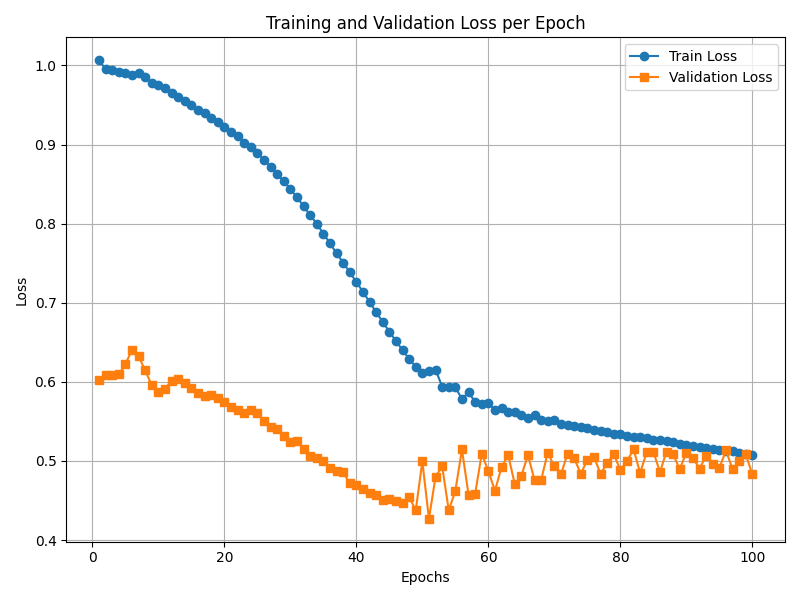 Training and Validation Loss per Epoch
Train Loss
Validation Loss
1.0
0.9
0.8
0.7
0.6
0.5
0.4
Loss
0
20
40
60
80
100
Epochs